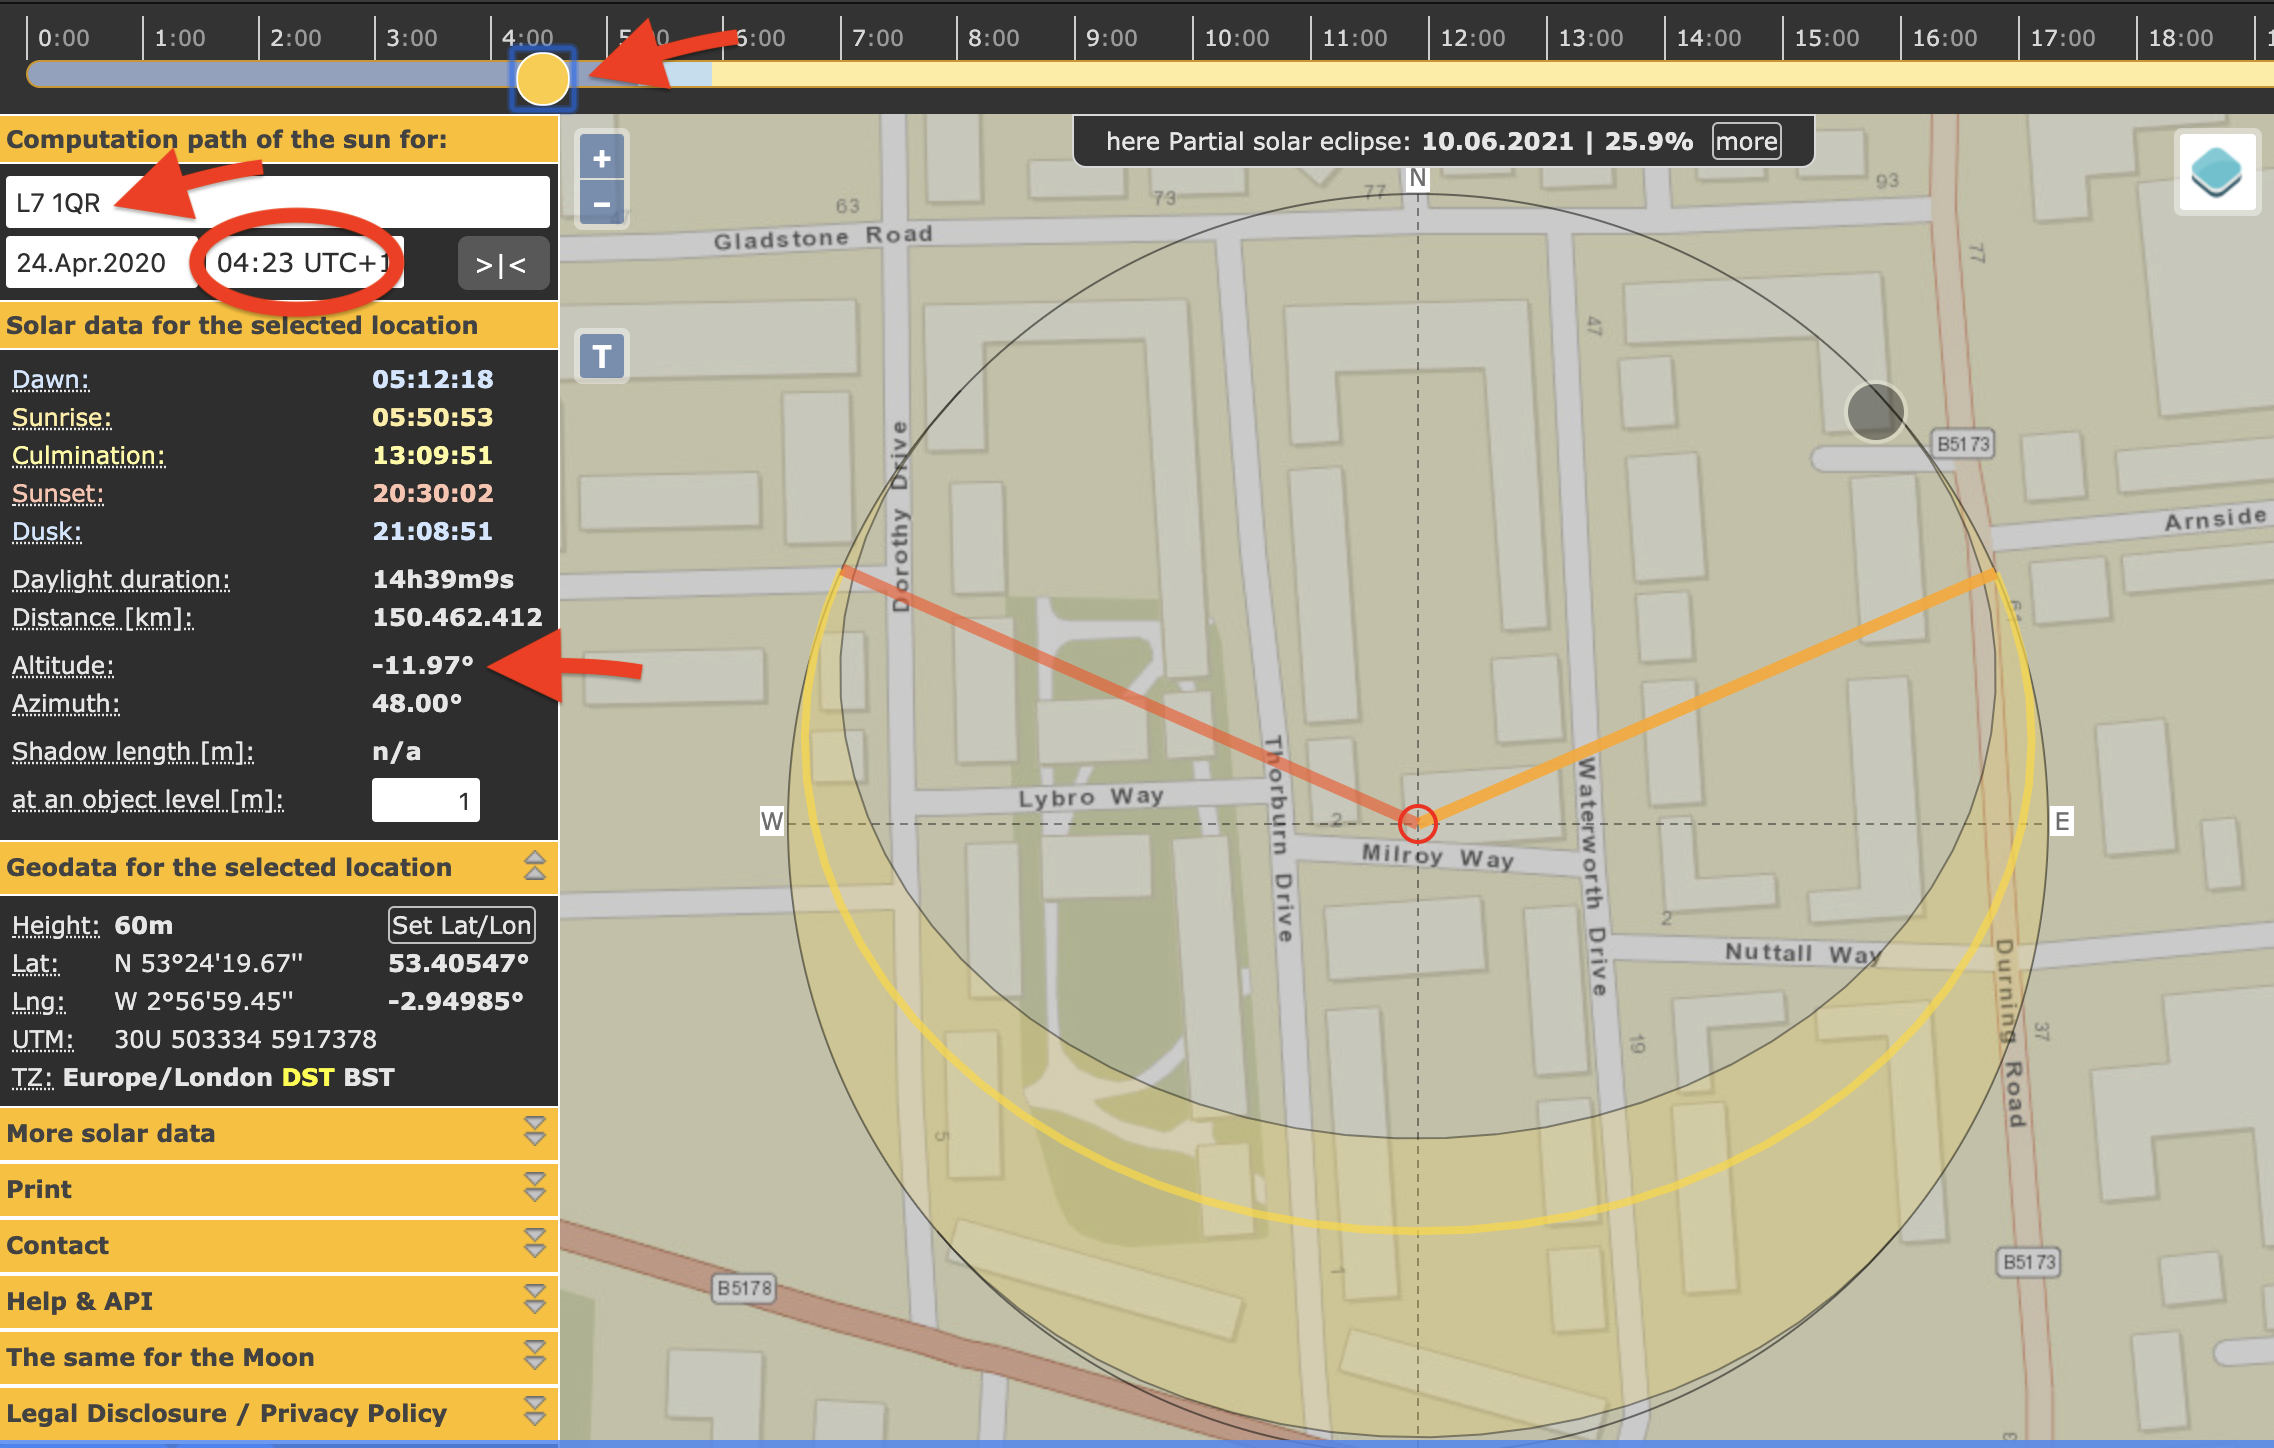 0:00 1:00 2:00 3:00 4:00 6:00 7:00 8:00 9:00 10:00 11:00 12:00 13:00 14:00 15:00 16:00 17:00 18:00
Computation path of the sun for:
L7 1QR
24.Apr.2020 04:23 UTC+1 >|<
Solar data for the selected location
Dawn: 05:12:18
Sunrise: 05:50:53
Culmination: 13:09:51
Sunset: 20:30:02
Dusk: 21:08:51
Daylight duration: 14h39m9s
Distance [km]: 150.462.412
Altitude: -11.97°
Azimuth: 48.00°
Shadow length [m]: n/a
at an object level [m]: 1
Geodata for the selected location
Height: 60m Set Lat/Lon
Lat: N 53°24'19.67'' 53.40547°
Lng: W 2°56'59.45'' -2.94985°
UTM: 30U 503334 5917378
TZ: Europe/London DST BST
More solar data
Print
Contact
Help & API
The same for the Moon
Legal Disclosure / Privacy Policy
+
−
T
here Partial solar eclipse: 10.06.2021 | 25.9% more
N
63
73
77
93
Gladstone Road
77
47
Dorothy Drive
B5173
Arnside
61
Thorburn Drive
Waterworth Drive
Lybro Way
W
2
E
Milroy Way
2
Nuttall Way
Durning Road
37
19
5
1
B5178
B5173